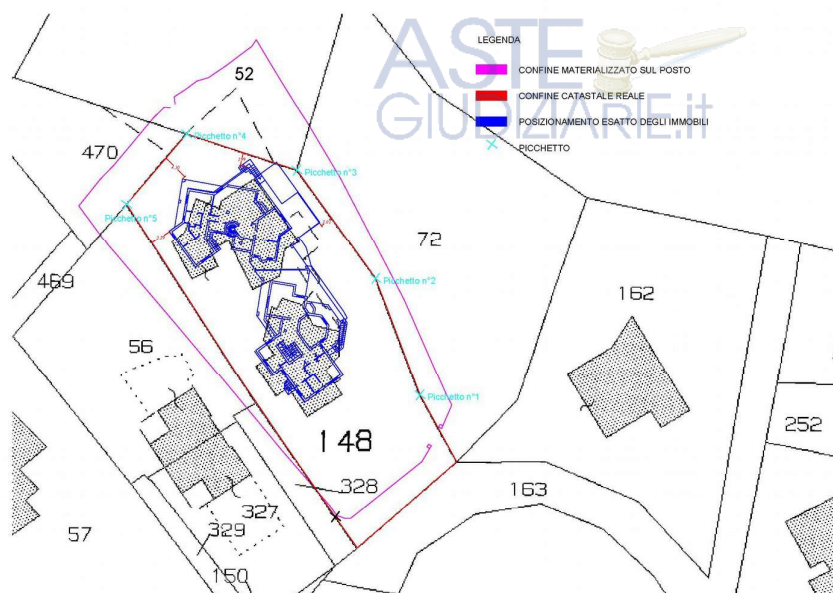 ASTE
GIUDIZIARIE.it
LEGENDA
CONFINE MATERIALIZZATO SUL POSTO
CONFINE CATASTALE REALE
POSIZIONAMENTO ESATTO DEGLI IMMOBILI
PICCHETTO
52
Picchetto n°4
470
Picchetto n°3
Picchetto n°5
72
469
Picchetto n°2
162
56
Picchetto n°1
252
148
328
163
327
329
57
150